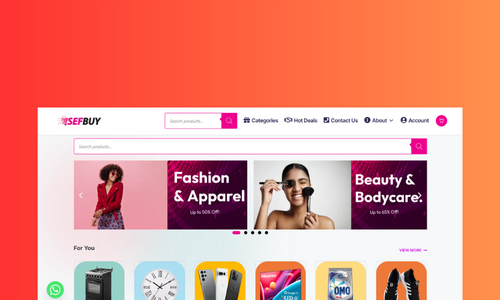 SEFBUY
Search products...
Categories
Hot Deals
Contact Us
About
Account
Search products...
Fashion
& Apparel
Up to 50% Off!
Beauty &
Bodycare.
Up to 65% Off!
For You
VIEW MORE →
OMO